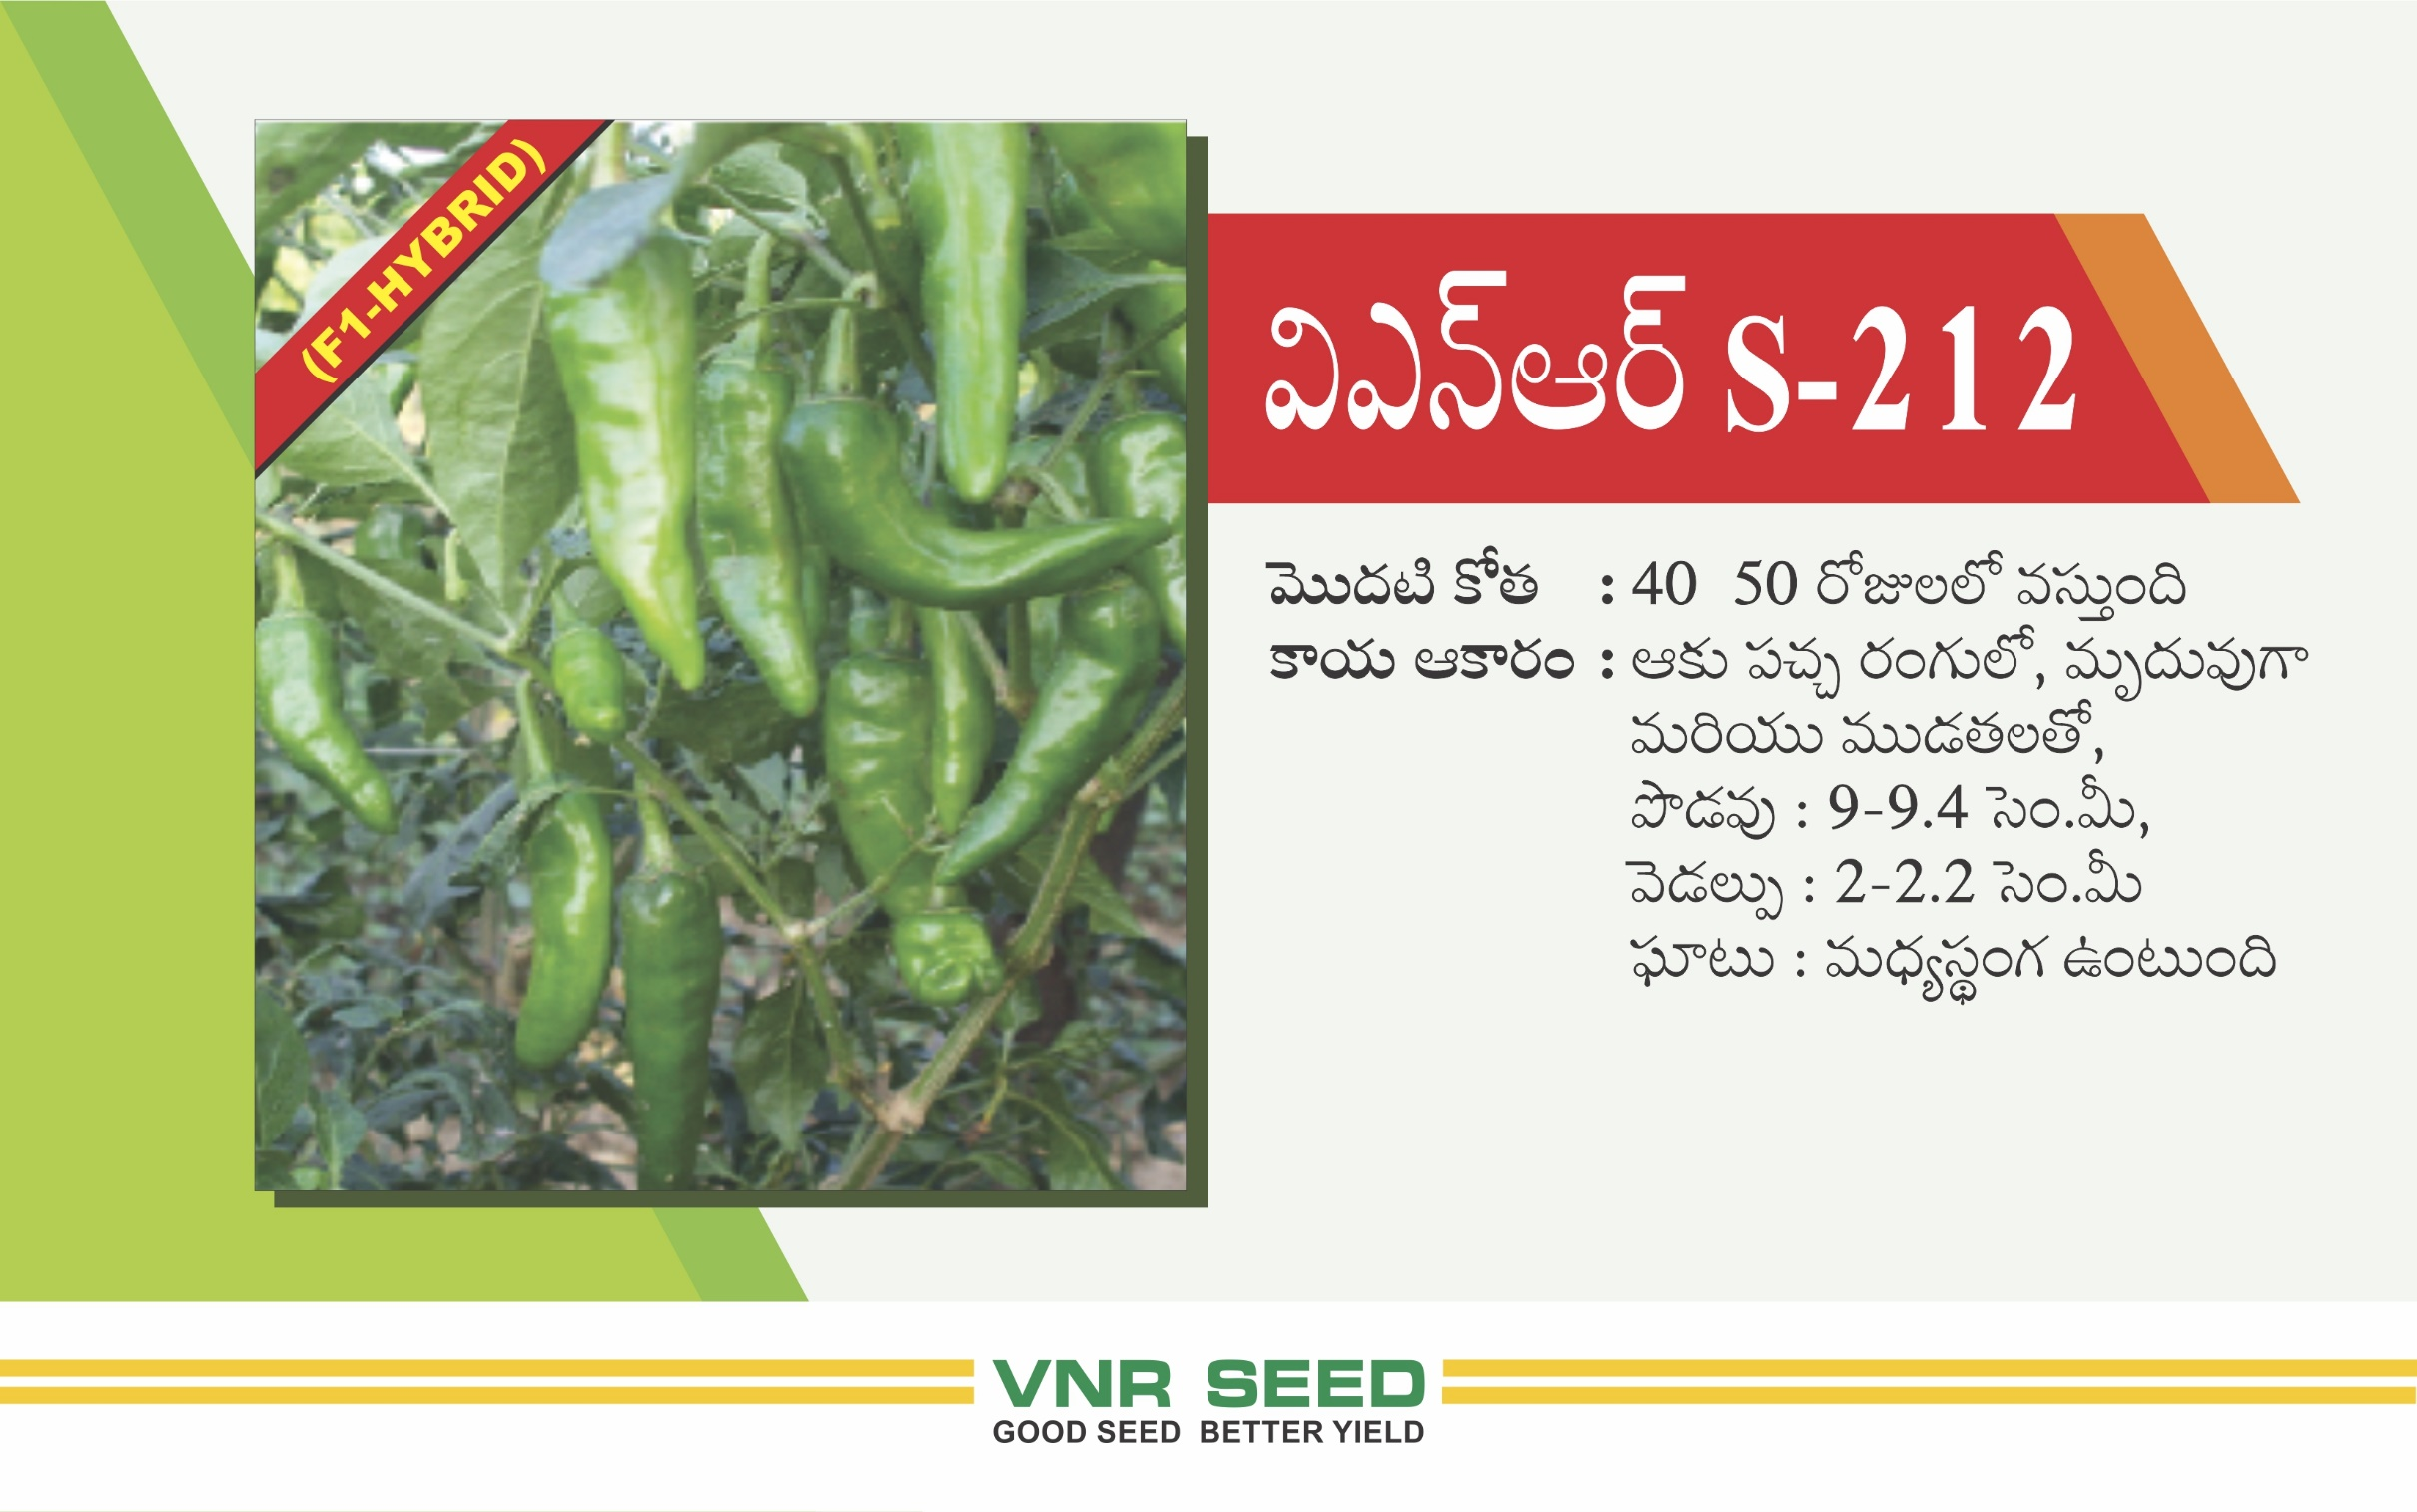 (F1-HYBRID)
విఎన్ఆర్ S-212
మొదటి కోత : 40 50 రోజులలో వస్తుంది
కాయ ఆకారం : ఆకు పచ్చ రంగులో, మృదువుగా
మరియు ముడతలతో,
పొడవు : 9-9.4 సెం.మీ,
వెడల్పు : 2-2.2 సెం.మీ
ఘాటు : మధ్యస్థంగ ఉంటుంది
VNR SEED
GOOD SEED BETTER YIELD